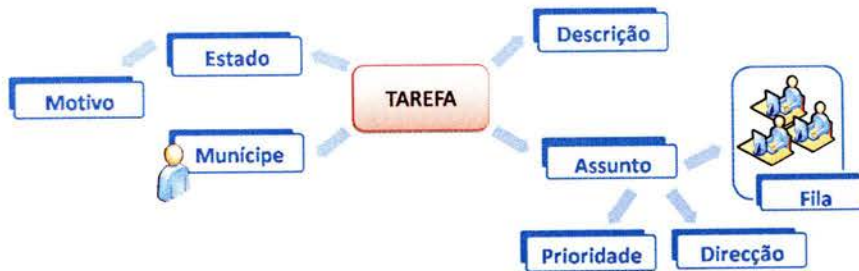 Descrição
Estado
TAREFA
Motivo
Munícipe
Assunto
Fila
Prioridade
Direcção